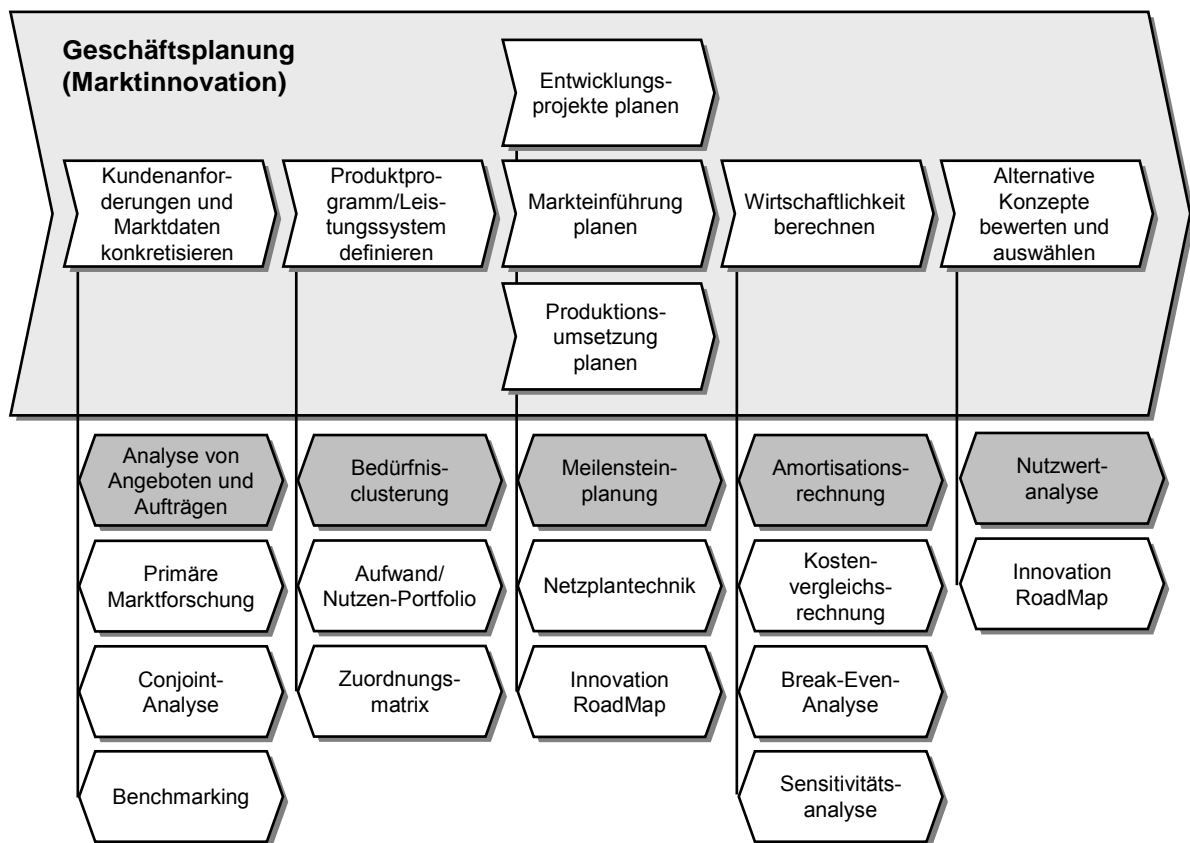 Geschäftsplanung
(Marktinnovation)
Entwicklungs-
projekte planen
Kundenanfor-
derungen und
Marktdaten
konkretisieren
Produktpro-
gramm/Leis-
tungssystem
definieren
Markteinführung
planen
Wirtschaftlichkeit
berechnen
Alternative
Konzepte
bewerten und
auswählen
Produktions-
umsetzung
planen
Analyse von
Angeboten und
Aufträgen
Bedürfnis-
clusterung
Meilenstein-
planung
Amortisations-
rechnung
Nutzwert-
analyse
Primäre
Marktforschung
Aufwand/
Nutzen-Portfolio
Netzplantechnik
Kosten-
vergleichs-
rechnung
Innovation
RoadMap
Conjoint-
Analyse
Zuordnungs-
matrix
Innovation
RoadMap
Break-Even-
Analyse
Benchmarking
Sensitivitäts-
analyse